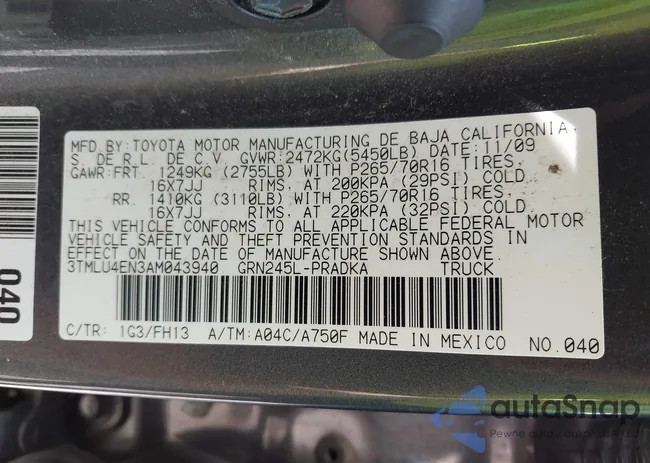 MFD.BY:TOYOTA MOTOR MANUFACTURING DE BAJA CALIFORNIA,
S. DE R.L. DE C.V. GVWR:2472KG(5450LB) DATE:11/09
GAWR:FRT. 1249KG (2755LB) WITH P265/70R16 TIRES,
16X7JJ RIMS, AT 200KPA (29PSI) COLD.
RR. 1410KG (3110LB) WITH P265/70R16 TIRES,
16X7JJ RIMS, AT 220KPA (32PSI) COLD.
THIS VEHICLE CONFORMS TO ALL APPLICABLE FEDERAL MOTOR
VEHICLE SAFETY AND THEFT PREVENTION STANDARDS IN
EFFECT ON THE DATE OF MANUFACTURE SHOWN ABOVE.
3TMLU4EN3AM043940 GRN245L-PRADKA TRUCK
C/TR: 1G3/FH13 A/TM:A04C/A750F MADE IN MEXICO NO.040
040
autoSnap
Pewne aukcje dobry zakup